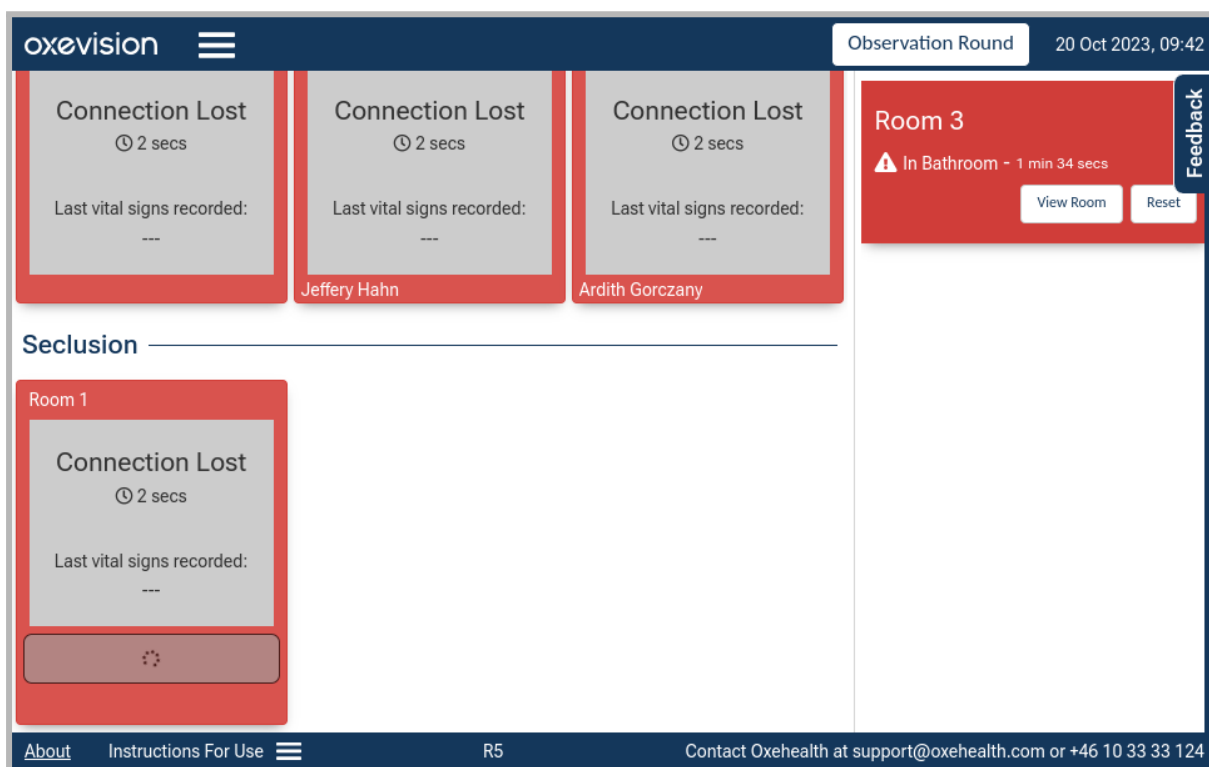 oxevision
Observation Round
20 Oct 2023, 09:42
Connection Lost
2 secs
Last vital signs recorded:
---
Connection Lost
2 secs
Last vital signs recorded:
---
Jeffery Hahn
Connection Lost
2 secs
Last vital signs recorded:
---
Ardith Gorczany
Room 3
In Bathroom - 1 min 34 secs
View Room
Reset
Feedback
Seclusion
Room 1
Connection Lost
2 secs
Last vital signs recorded:
---
About
Instructions For Use
R5
Contact Oxehealth at support@oxehealth.com or +46 10 33 33 124